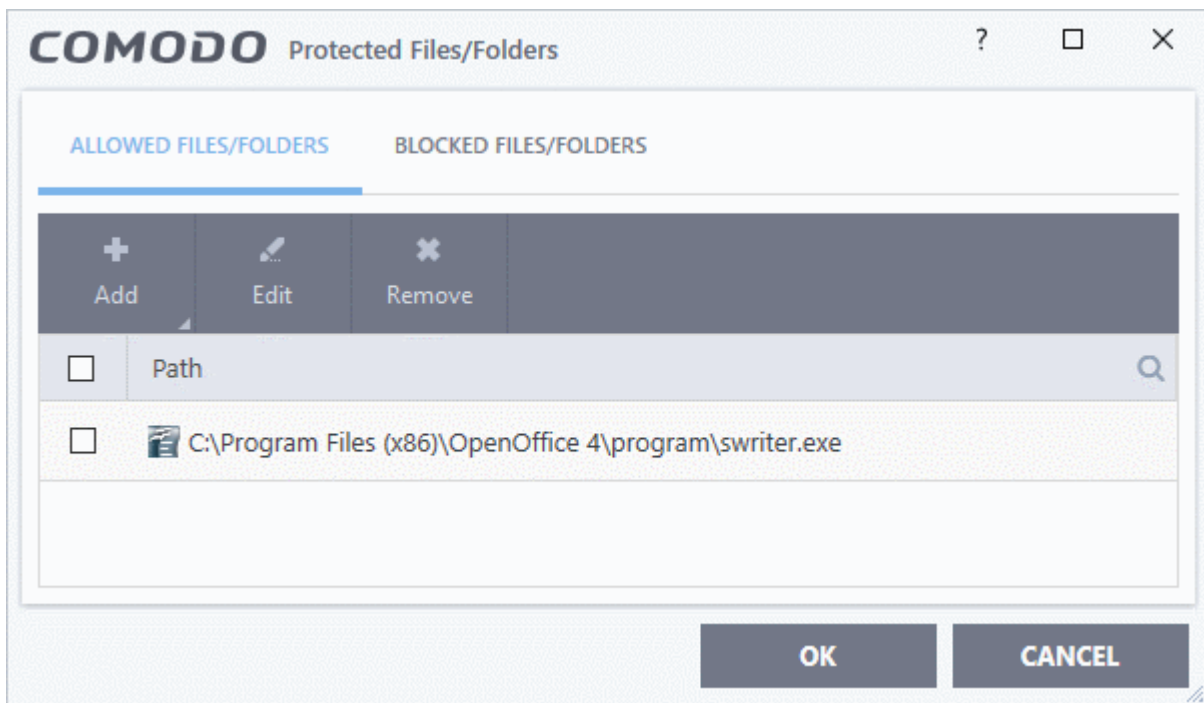 COMODO Protected Files/Folders ?
ALLOWED FILES/FOLDERS BLOCKED FILES/FOLDERS
Add Edit Remove
Path
C:\Program Files (x86)\OpenOffice 4\program\swriter.exe
OK CANCEL